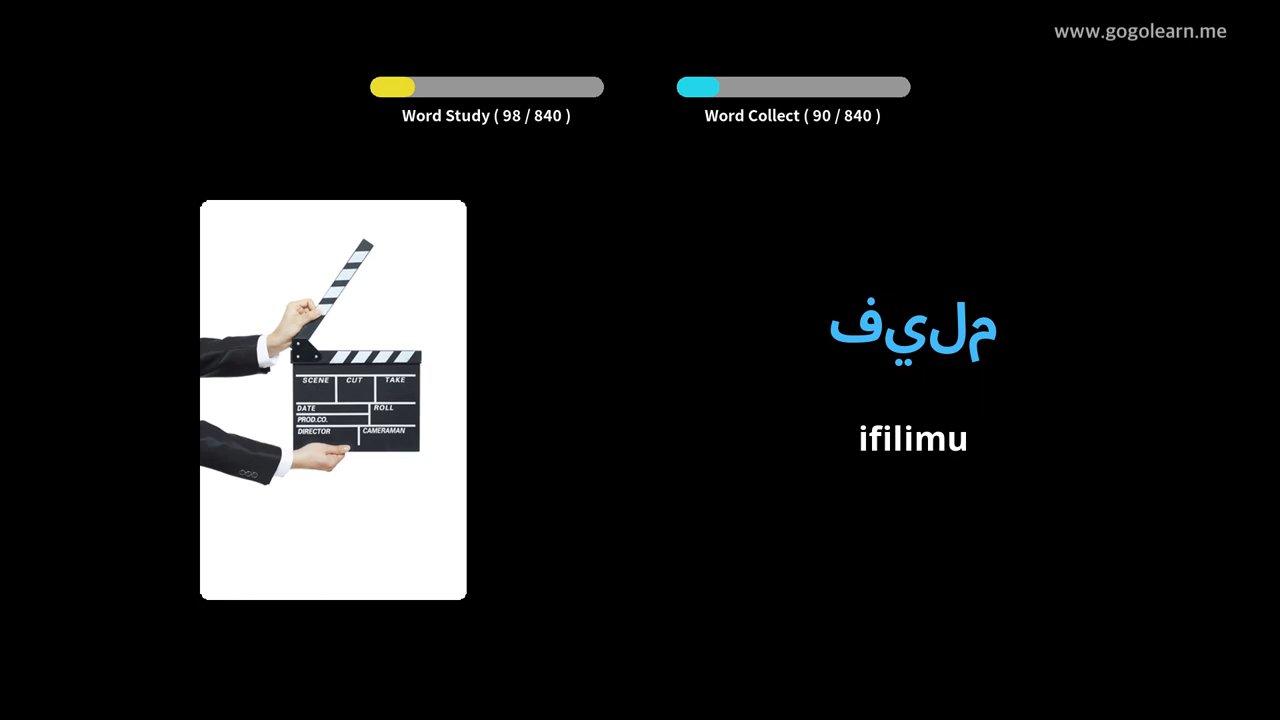 www.gogolearn.me
Word Study ( 98 / 840 )
Word Collect ( 90 / 840 )
SCENE CUT TAKE
DATE ROLL
PROD.CO.
DIRECTOR CAMERAMAN
مليف
ifilimu